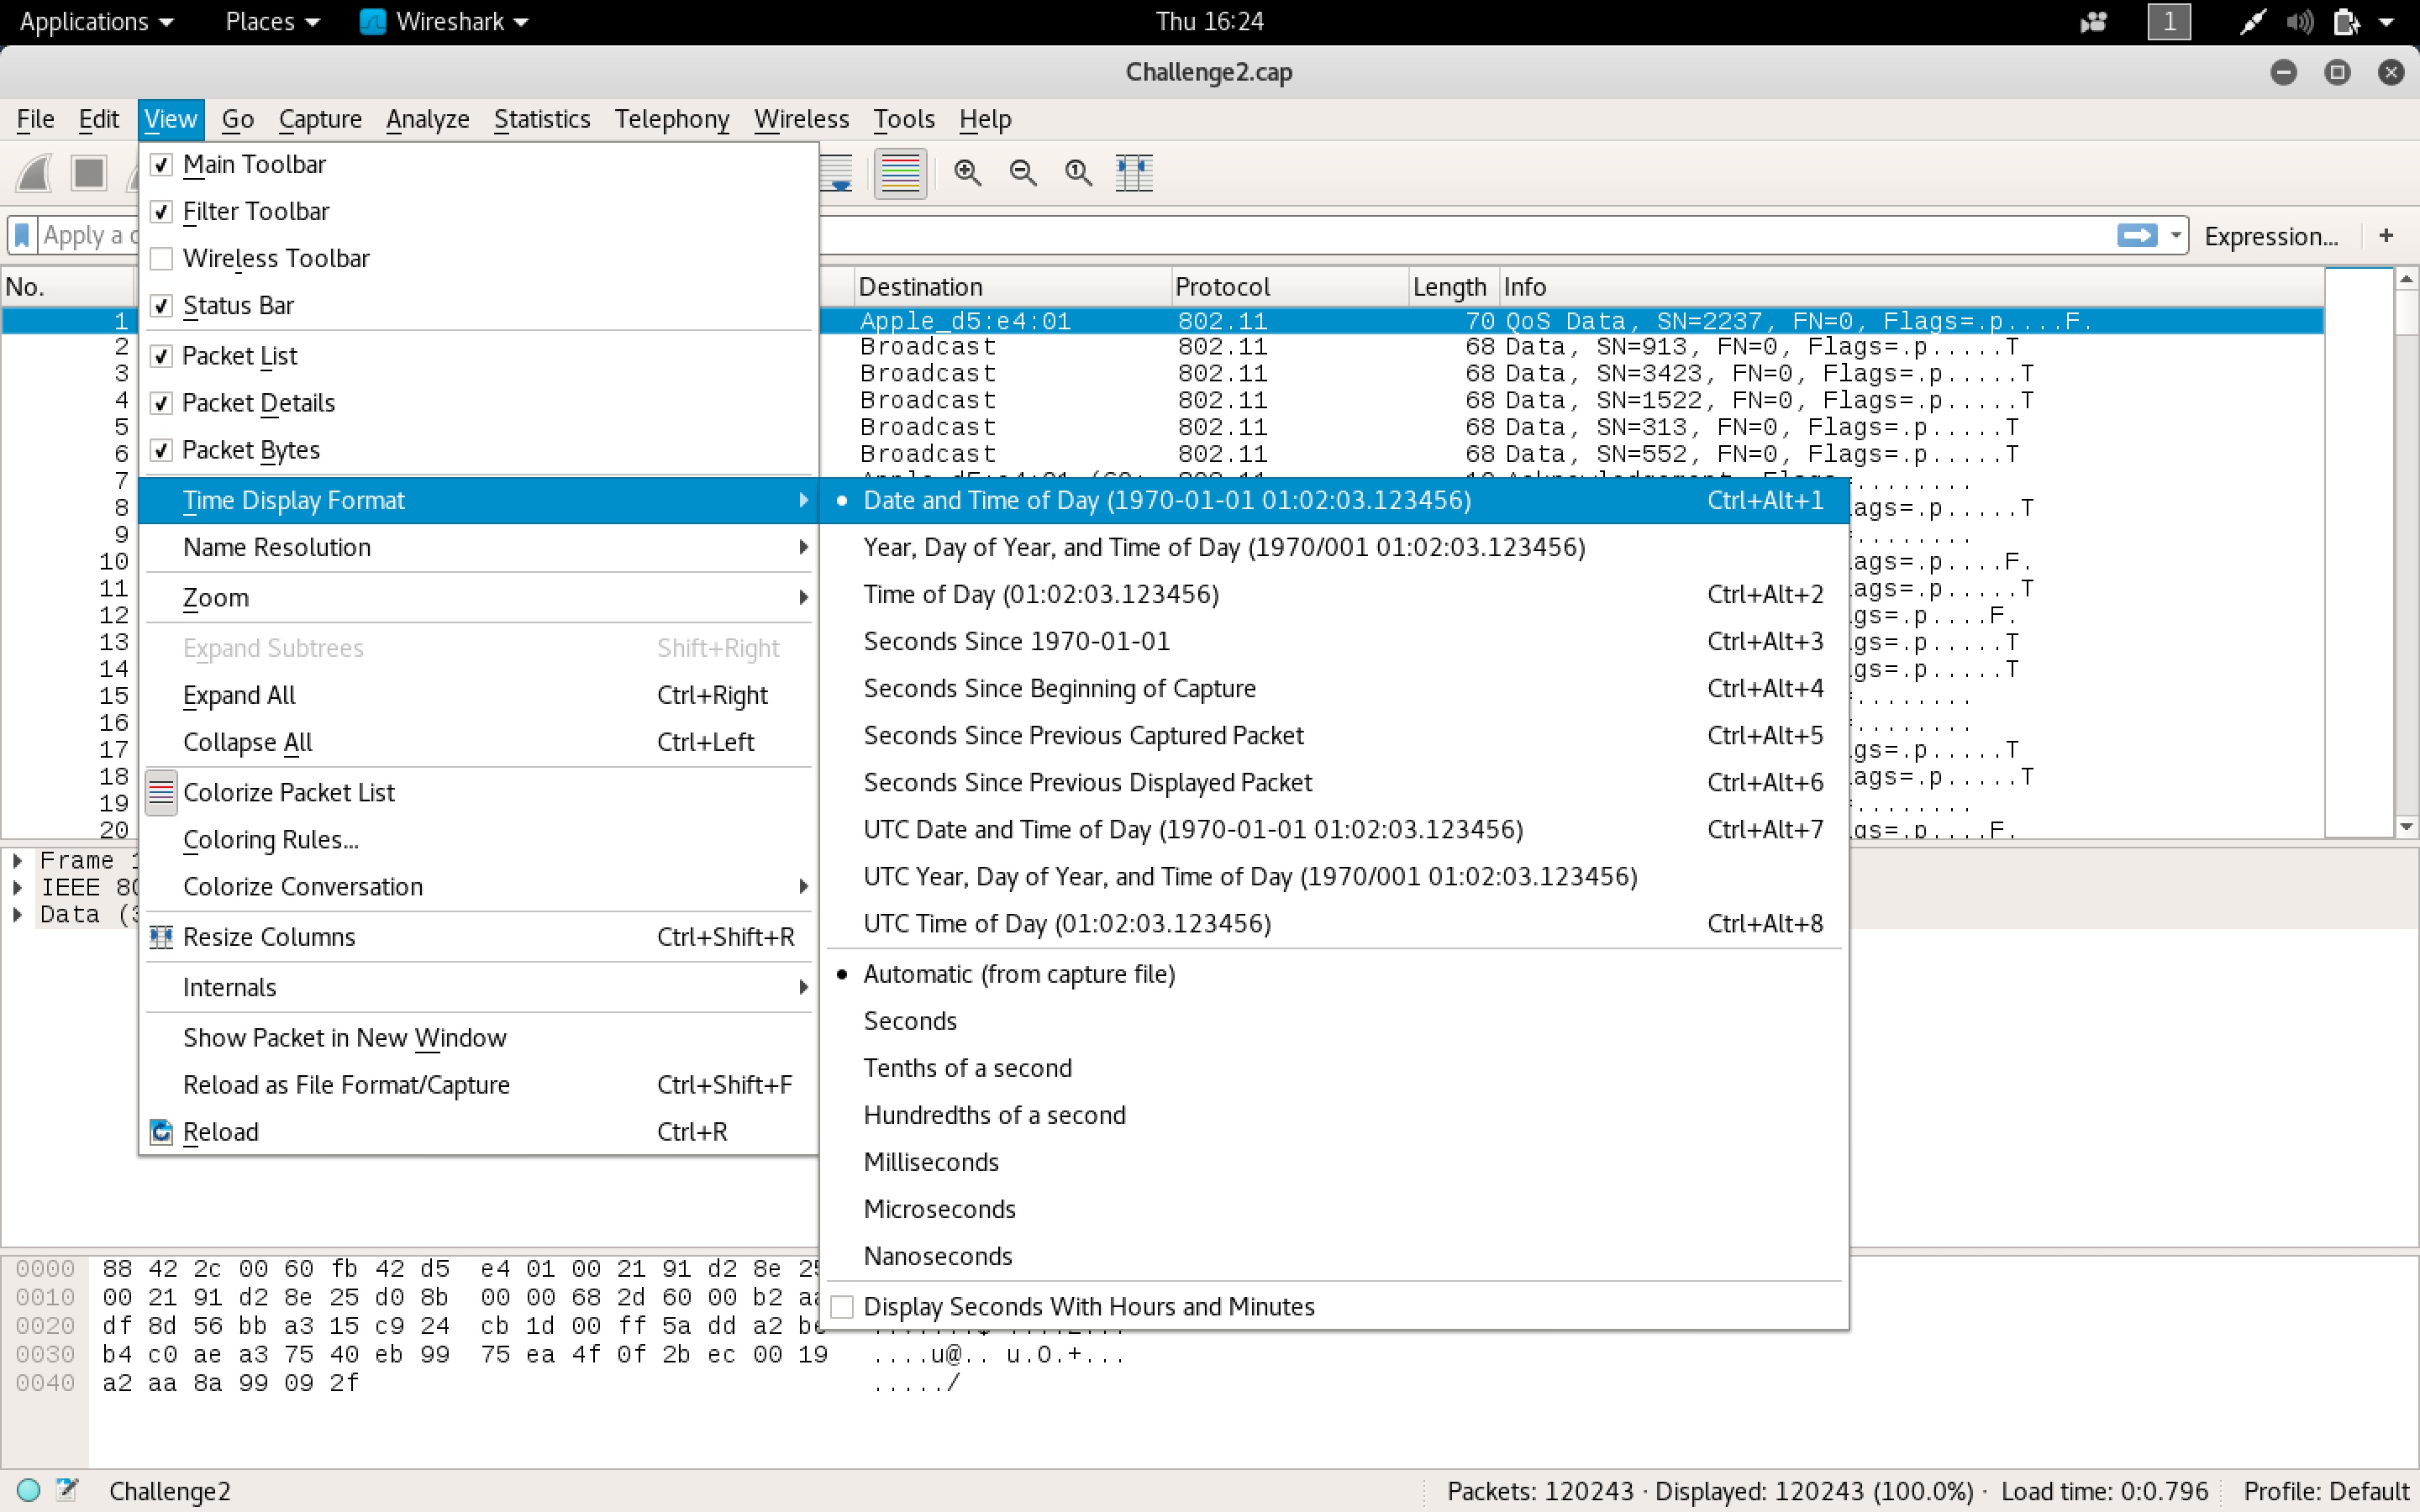 Applications Places Wireshark Thu 16:24 1
Challenge2.cap
File Edit View Go Capture Analyze Statistics Telephony Wireless Tools Help
Main Toolbar
Filter Toolbar
Apply a Expression... +
Wireless Toolbar
No. Destination Protocol Length Info
Status Bar
1 Apple_d5:e4:01 802.11 70 QoS Data, SN=2237, FN=0, Flags=.p....F.
2 Broadcast 802.11 68 Data, SN=913, FN=0, Flags=.p.....T
Packet List
3 Broadcast 802.11 68 Data, SN=3423, FN=0, Flags=.p.....T
4 Broadcast 802.11 68 Data, SN=1522, FN=0, Flags=.p.....T
Packet Details
5 Broadcast 802.11 68 Data, SN=313, FN=0, Flags=.p.....T
6 Broadcast 802.11 68 Data, SN=552, FN=0, Flags=.p.....T
Packet Bytes
7
8
9
10
11
12
13
14
15
16
17
18
19
20
Time Display Format
Name Resolution
Zoom
Expand Subtrees Shift+Right
Expand All Ctrl+Right
Collapse All Ctrl+Left
Colorize Packet List
Coloring Rules...
Colorize Conversation
Resize Columns Ctrl+Shift+R
Internals
Show Packet in New Window
Reload as File Format/Capture Ctrl+Shift+F
Reload Ctrl+R
Date and Time of Day (1970-01-01 01:02:03.123456) Ctrl+Alt+1
Year, Day of Year, and Time of Day (1970/001 01:02:03.123456)
Time of Day (01:02:03.123456) Ctrl+Alt+2
Seconds Since 1970-01-01 Ctrl+Alt+3
Seconds Since Beginning of Capture Ctrl+Alt+4
Seconds Since Previous Captured Packet Ctrl+Alt+5
Seconds Since Previous Displayed Packet Ctrl+Alt+6
UTC Date and Time of Day (1970-01-01 01:02:03.123456) Ctrl+Alt+7
UTC Year, Day of Year, and Time of Day (1970/001 01:02:03.123456)
UTC Time of Day (01:02:03.123456) Ctrl+Alt+8
Automatic (from capture file)
Seconds
Tenths of a second
Hundredths of a second
Milliseconds
Microseconds
Nanoseconds
Display Seconds With Hours and Minutes
ags=.p.....T
ags=.p....F.
ags=.p.....T
gs=.p....F.
gs=.p.....T
gs=.p.....T
gs=.p.....T
ags=.p.....T
gs=.p....F.
Frame
IEEE
Data
0000 88 42 2c 00 60 fb 42 d5 e4 01 00 21 91 d2 8e 25
0010 00 21 91 d2 8e 25 d0 8b 00 00 68 2d 60 00 b2 aa
0020 df 8d 56 bb a3 15 c9 24 cb 1d 00 ff 5a dd a2 be
0030 b4 c0 ae a3 75 40 eb 99 75 ea 4f 0f 2b ec 00 19 ....u@.. u.O.+...
0040 a2 aa 8a 99 09 2f ...../
Challenge2 Packets: 120243 · Displayed: 120243 (100.0%) · Load time: 0:0.796 Profile: Default